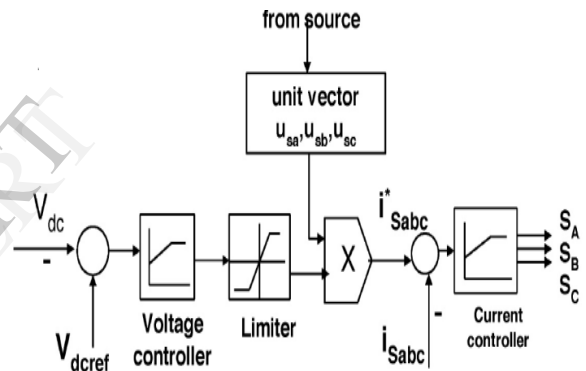 from source
unit vector
usa,usb,usc
Vdc
-
Vdcref
Voltage
controller
Limiter
X
i*Sabc
-
iSabc
Current
controller
SA
SB
SC